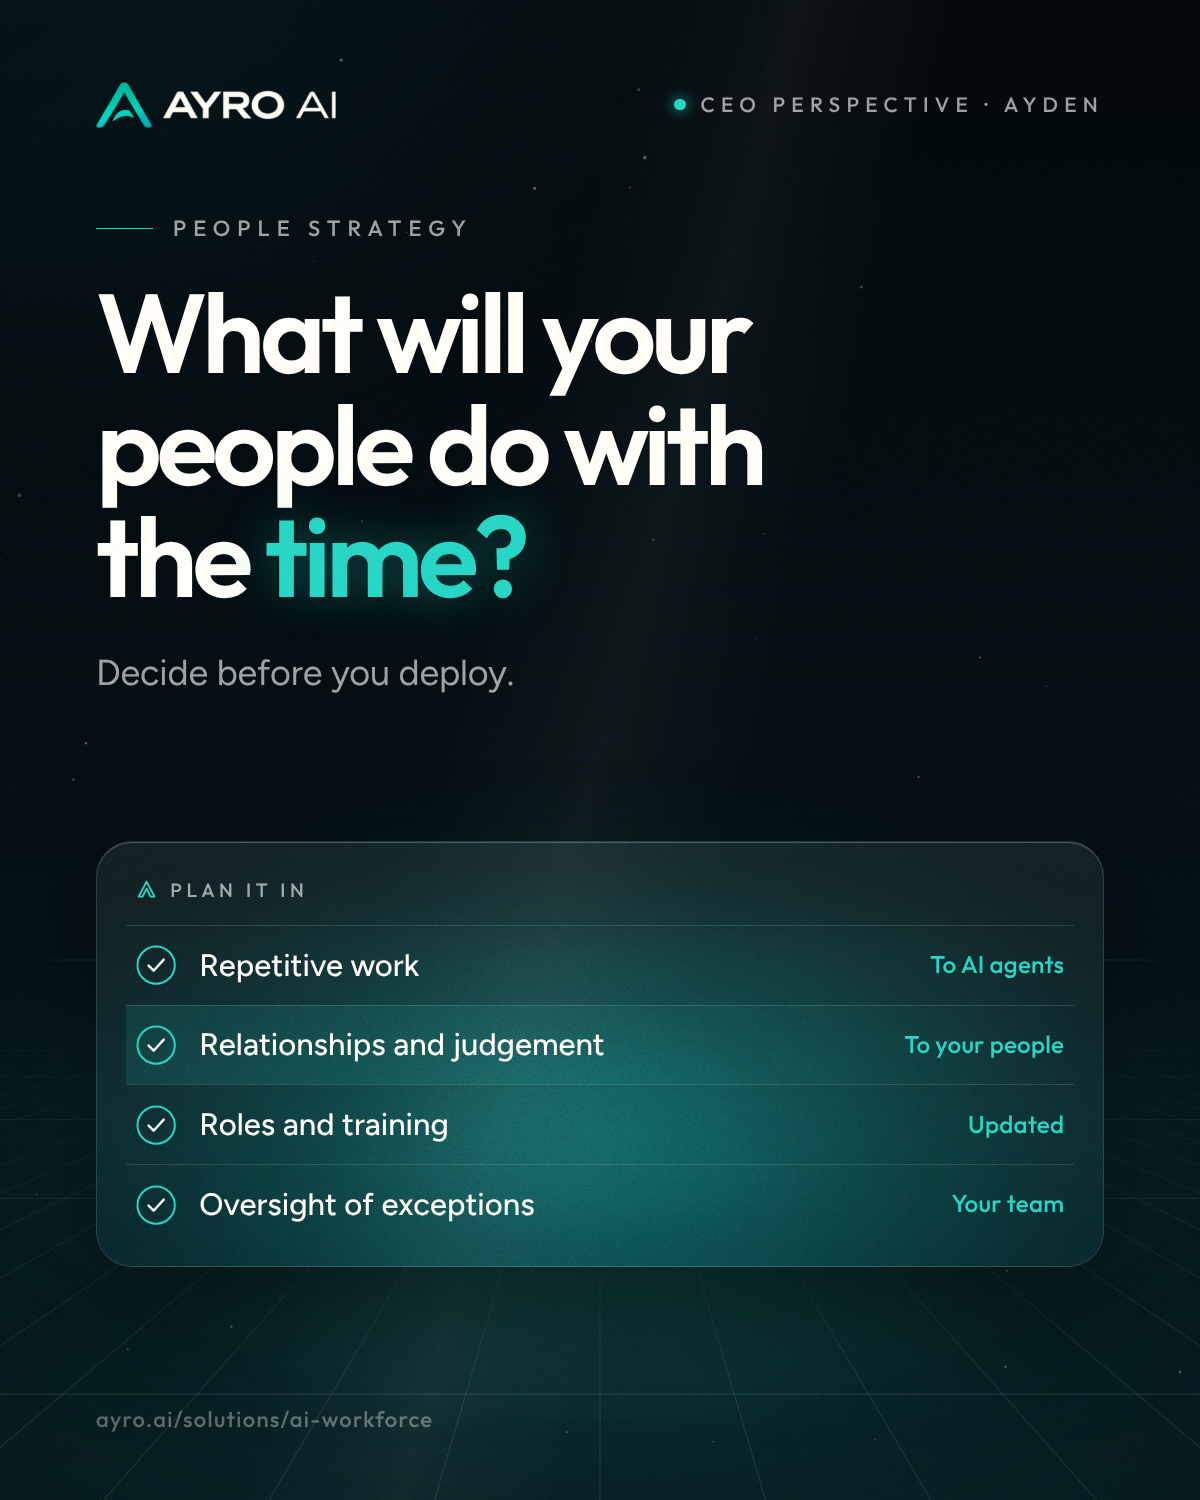 AYRO AI
CEO PERSPECTIVE · AYDEN
PEOPLE STRATEGY
What will your
people do with
the time?
Decide before you deploy.
PLAN IT IN
Repetitive work To AI agents
Relationships and judgement To your people
Roles and training Updated
Oversight of exceptions Your team
ayro.ai/solutions/ai-workforce